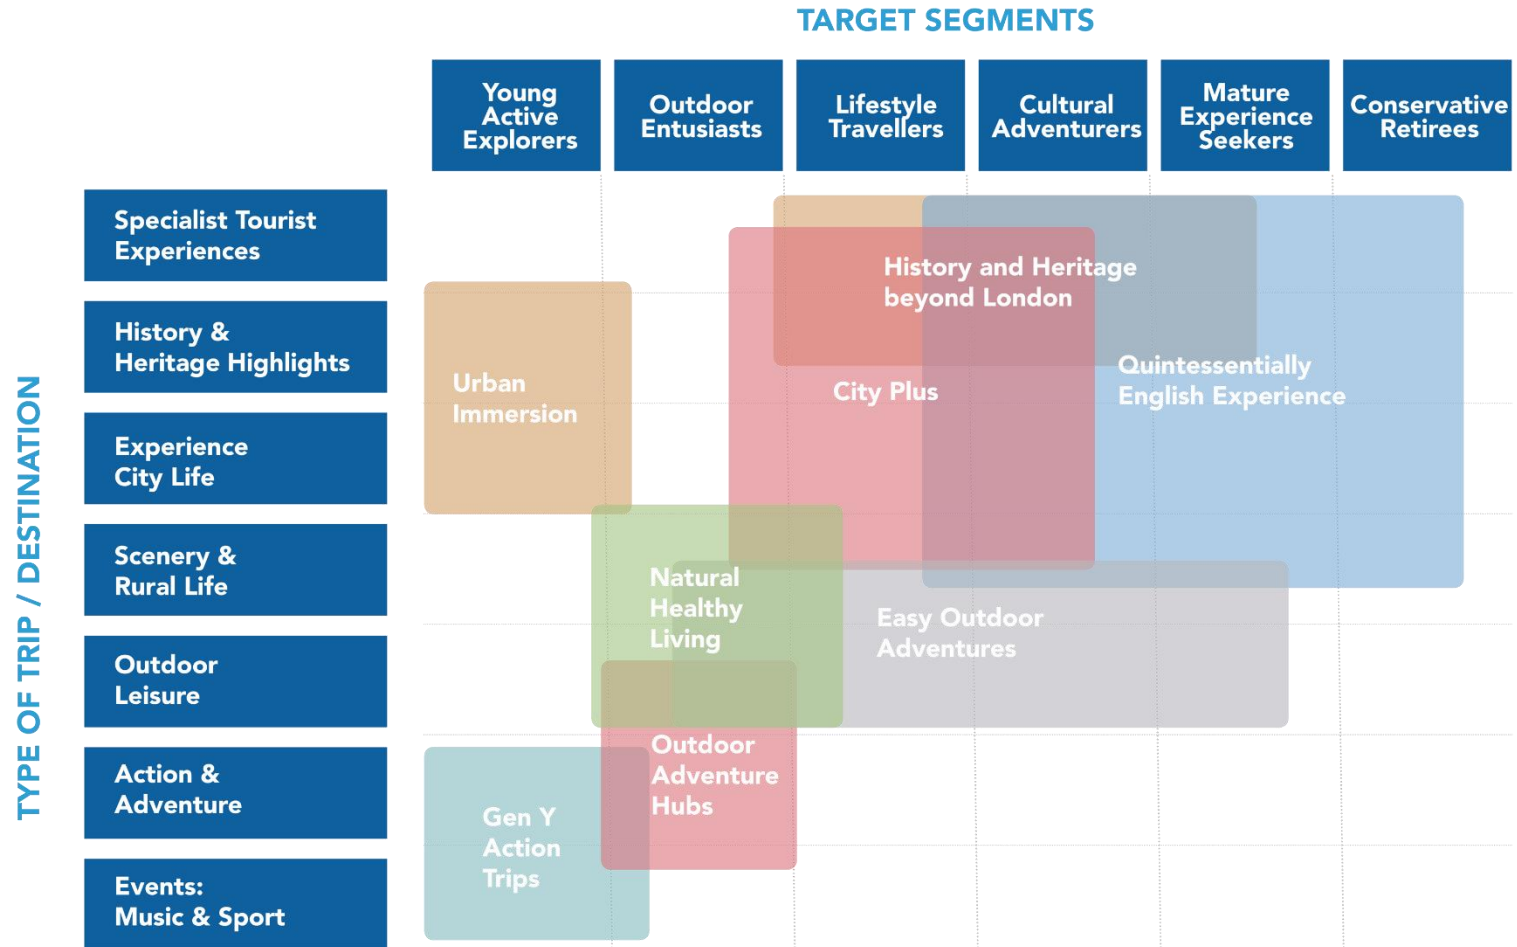 TARGET SEGMENTS
Young
Active
Explorers
Outdoor
Entusiasts
Lifestyle
Travellers
Cultural
Adventurers
Mature
Experience
Seekers
Conservative
Retirees
TYPE OF TRIP / DESTINATION
Specialist Tourist
Experiences
History &
Heritage Highlights
Experience
City Life
Scenery &
Rural Life
Outdoor
Leisure
Action &
Adventure
Events:
Music & Sport
History and Heritage
beyond London
Urban
Immersion
City Plus
Quintessentially
English Experience
Natural
Healthy
Living
Easy Outdoor
Adventures
Outdoor
Adventure
Hubs
Gen Y
Action
Trips